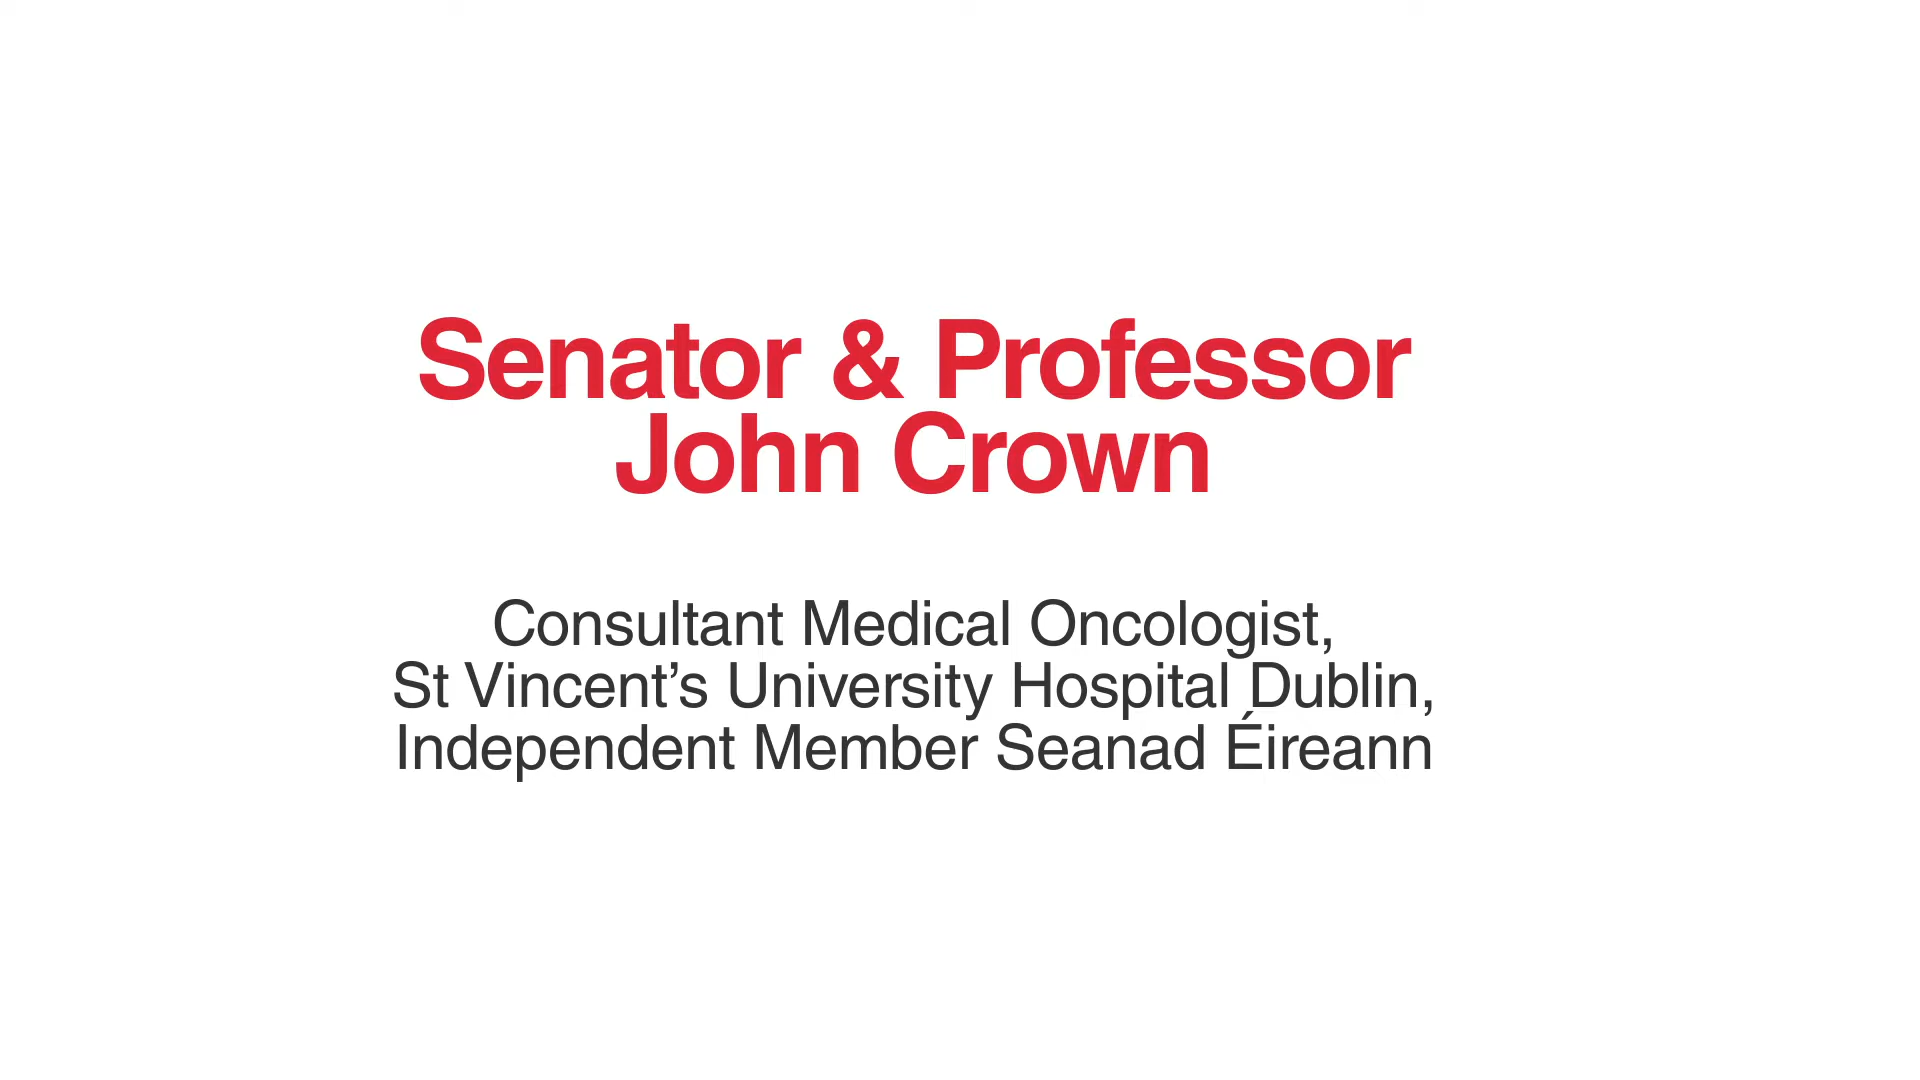 Senator & Professor
John Crown
Consultant Medical Oncologist,
St Vincent’s University Hospital Dublin,
Independent Member Seanad Éireann